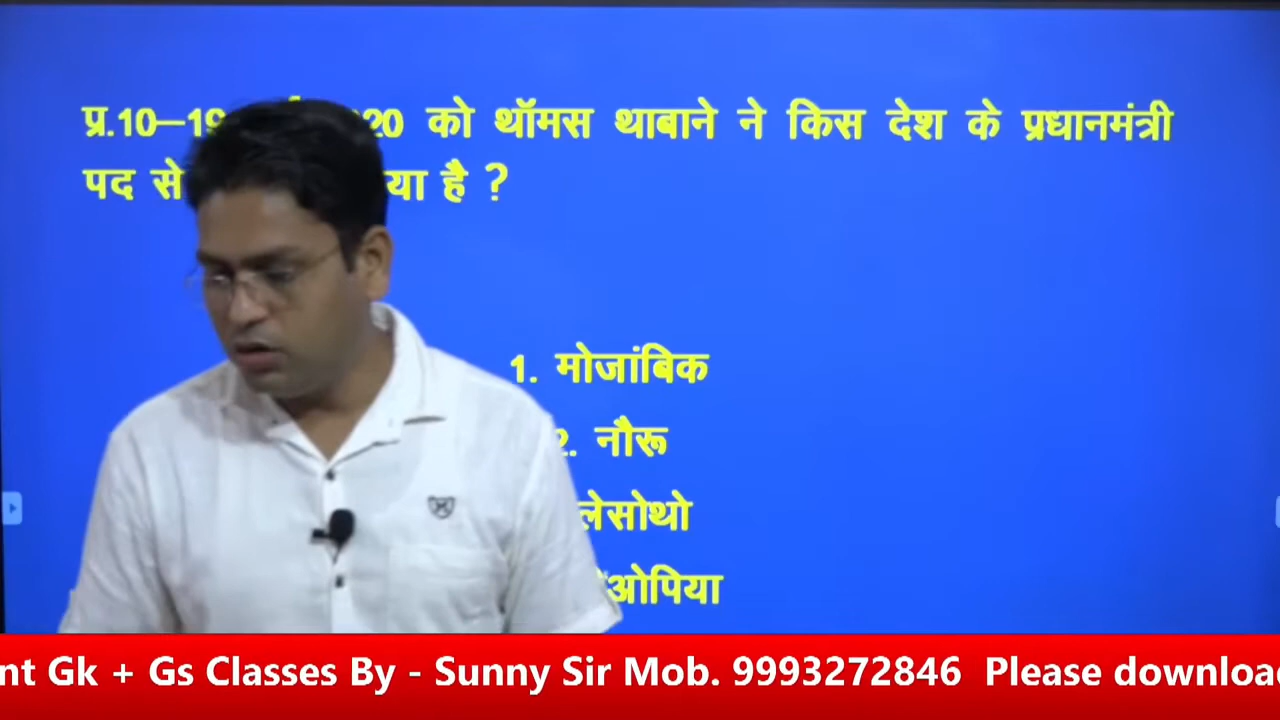 प्र.10–19 20 को थॉमस थाबाने ने किस देश के प्रधानमंत्री
पद से या है ?
1. मोजांबिक
2. नौरू
लेसोथो
ओपिया
nt Gk + Gs Classes By - Sunny Sir Mob. 9993272846 Please downloa